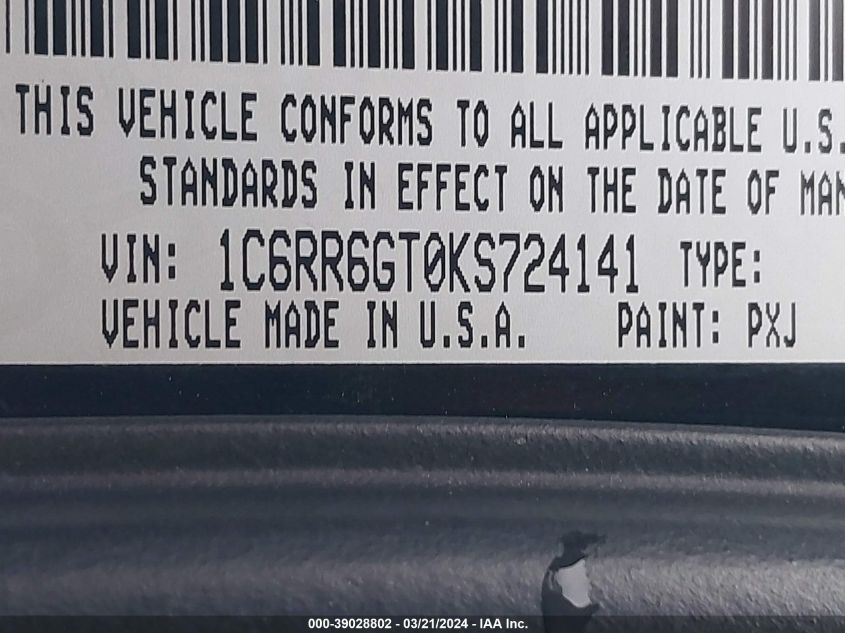 THIS VEHICLE CONFORMS TO ALL APPLICABLE U.S.
STANDARDS IN EFFECT ON THE DATE OF MAN
VIN: 1C6RR6GT0KS724141 TYPE:
VEHICLE MADE IN U.S.A. PAINT: PXJ
000-39028802 - 03/21/2024 - IAA Inc.